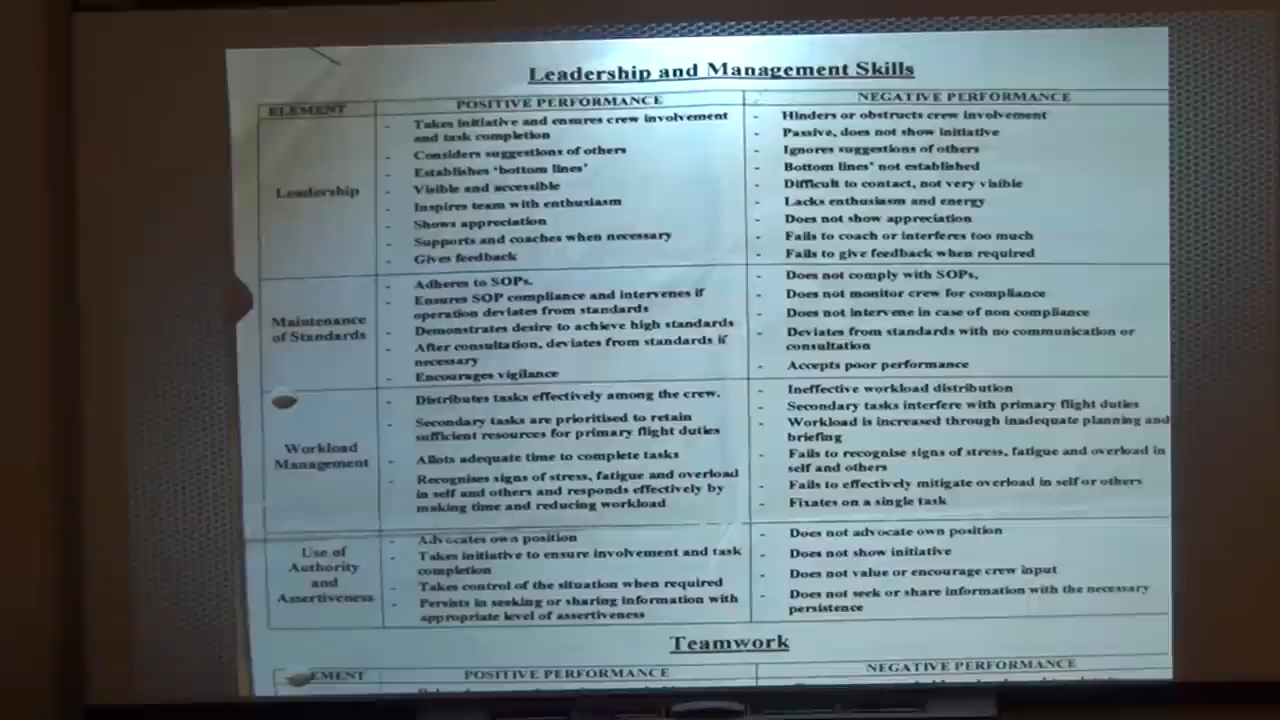 Leadership and Management Skills
ELEMENT
POSITIVE PERFORMANCE
NEGATIVE PERFORMANCE
Leadership
- Takes initiative and ensures crew involvement
and task completion
- Considers suggestions of others
- Establishes ‘bottom lines’
- Visible and accessible
- Inspires team with enthusiasm
- Shows appreciation
- Supports and coaches when necessary
- Gives feedback
- Hinders or obstructs crew involvement
- Passive, does not show initiative
- Ignores suggestions of others
- Bottom lines’ not established
- Difficult to contact, not very visible
- Lacks enthusiasm and energy
- Does not show appreciation
- Fails to coach or interferes too much
- Fails to give feedback when required
Maintenance
of Standards
- Adheres to SOPs.
- Ensures SOP compliance and intervenes if
operation deviates from standards
- Demonstrates desire to achieve high standards
- After consultation, deviates from standards if
necessary
- Encourages vigilance
- Does not comply with SOPs,
- Does not monitor crew for compliance
- Does not intervene in case of non compliance
- Deviates from standards with no communication or
consultation
- Accepts poor performance
Workload
Management
- Distributes tasks effectively among the crew.
- Secondary tasks are prioritised to retain
sufficient resources for primary flight duties
- Allots adequate time to complete tasks
- Recognises signs of stress, fatigue and overload
in self and others and responds effectively by
making time and reducing workload
- Ineffective workload distribution
- Secondary tasks interfere with primary flight duties
- Workload is increased through inadequate planning and
briefing
- Fails to recognise signs of stress, fatigue and overload in
self and others
- Fails to effectively mitigate overload in self or others
- Fixates on a single task
Use of
Authority
and
Assertiveness
- Advocates own position
- Takes initiative to ensure involvement and task
completion
- Takes control of the situation when required
- Persists in seeking or sharing information with
appropriate level of assertiveness
- Does not advocate own position
- Does not show initiative
- Does not value or encourage crew input
- Does not seek or share information with the necessary
persistence
Teamwork
EMENT
POSITIVE PERFORMANCE
NEGATIVE PERFORMANCE